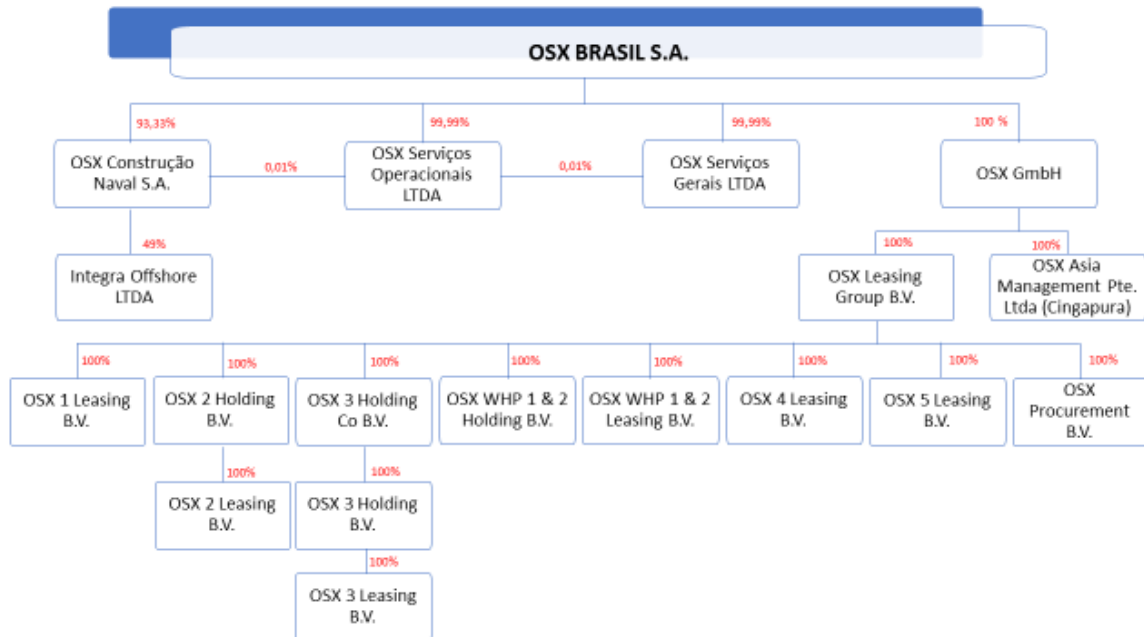 OSX BRASIL S.A.
93,33%
99,99%
99,99%
100 %
OSX Construção
Naval S.A.
0,01%
OSX Serviços
Operacionais
LTDA
0,01%
OSX Serviços
Gerais LTDA
OSX GmbH
49%
100%
100%
Integra Offshore
LTDA
OSX Leasing
Group B.V.
OSX Asia
Management Pte.
Ltda (Cingapura)
100%
100%
100%
100%
100%
100%
100%
100%
OSX 1 Leasing
B.V.
OSX 2 Holding
B.V.
OSX 3 Holding
Co B.V.
OSX WHP 1 & 2
Holding B.V.
OSX WHP 1 & 2
Leasing B.V.
OSX 4 Leasing
B.V.
OSX 5 Leasing
B.V.
OSX
Procurement
B.V.
100%
100%
OSX 2 Leasing
B.V.
OSX 3 Holding
B.V.
100%
OSX 3 Leasing
B.V.